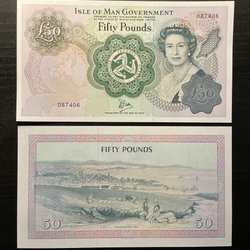 ISLE OF MAN GOVERNMENT
£50
Fifty Pounds
087406
087406
£50
FIFTY POUNDS
50
50